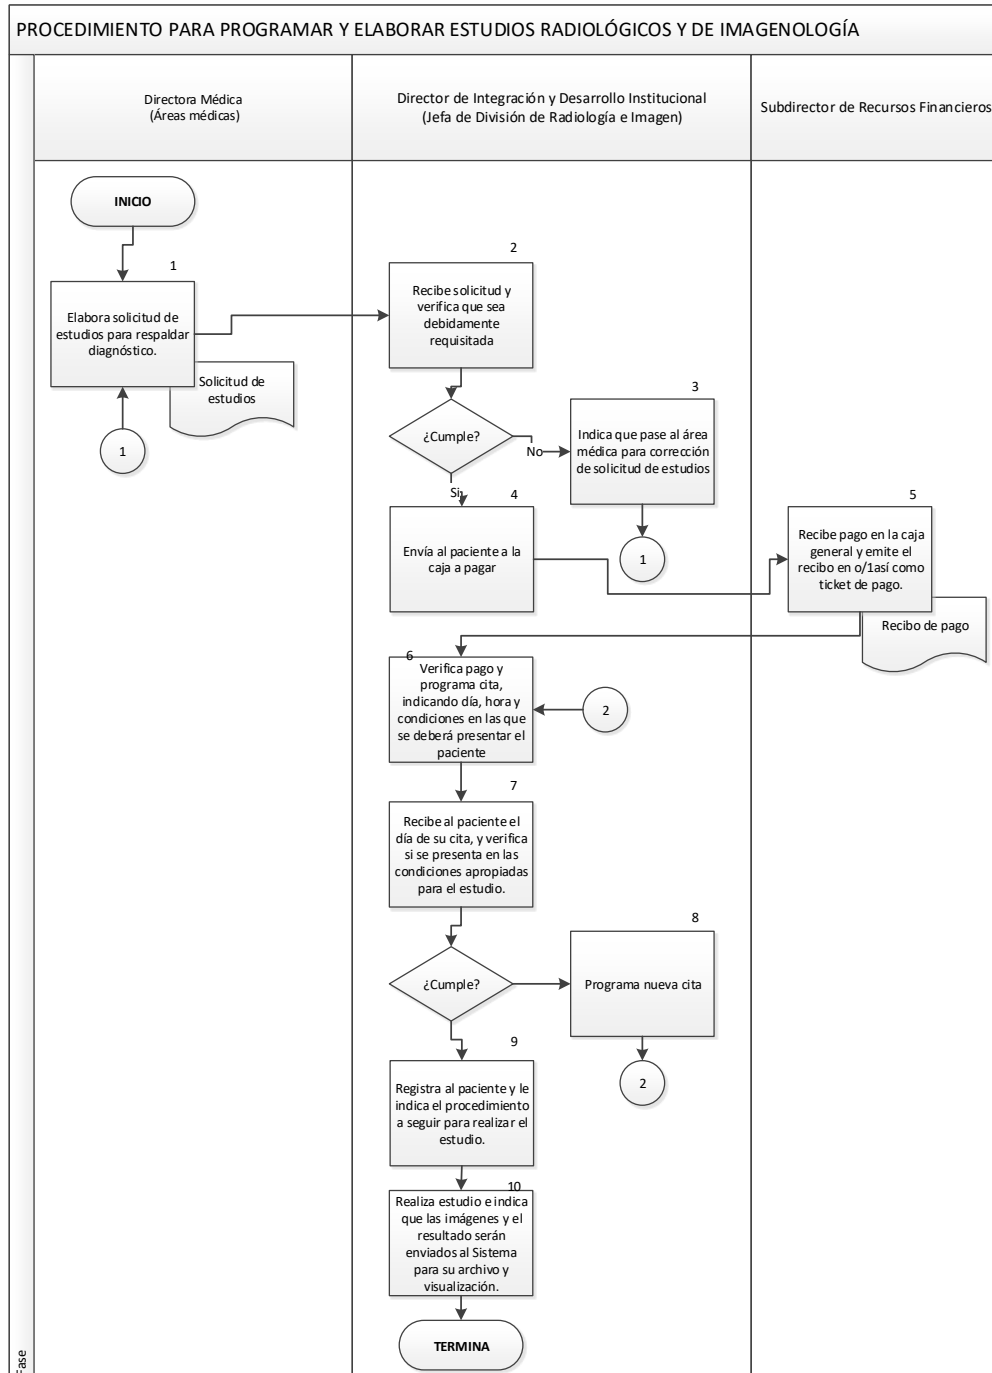 PROCEDIMIENTO PARA PROGRAMAR Y ELABORAR ESTUDIOS RADIOLÓGICOS Y DE IMAGENOLOGÍA
Directora Médica
(Áreas médicas)
Director de Integración y Desarrollo Institucional
(Jefa de División de Radiología e Imagen)
Subdirector de Recursos Financieros
INICIO
1
Elabora solicitud de
estudios para respaldar
diagnóstico.
Solicitud de
estudios
1
2
Recibe solicitud y
verifica que sea
debidamente
requisitada
¿Cumple?
No
Si
3
Indica que pase al área
médica para corrección
de solicitud de estudios
1
4
Envía al paciente a la
caja a pagar
5
Recibe pago en la caja
general y emite el
recibo en o/1así como
ticket de pago.
Recibo de pago
6
Verifica pago y
programa cita,
indicando día, hora y
condiciones en las que
se deberá presentar el
paciente
2
7
Recibe al paciente el
día de su cita, y verifica
si se presenta en las
condiciones apropiadas
para el estudio.
¿Cumple?
8
Programa nueva cita
2
9
Registra al paciente y le
indica el procedimiento
a seguir para realizar el
estudio.
10
Realiza estudio e indica
que las imágenes y el
resultado serán
enviados al Sistema
para su archivo y
visualización.
TERMINA
Fase